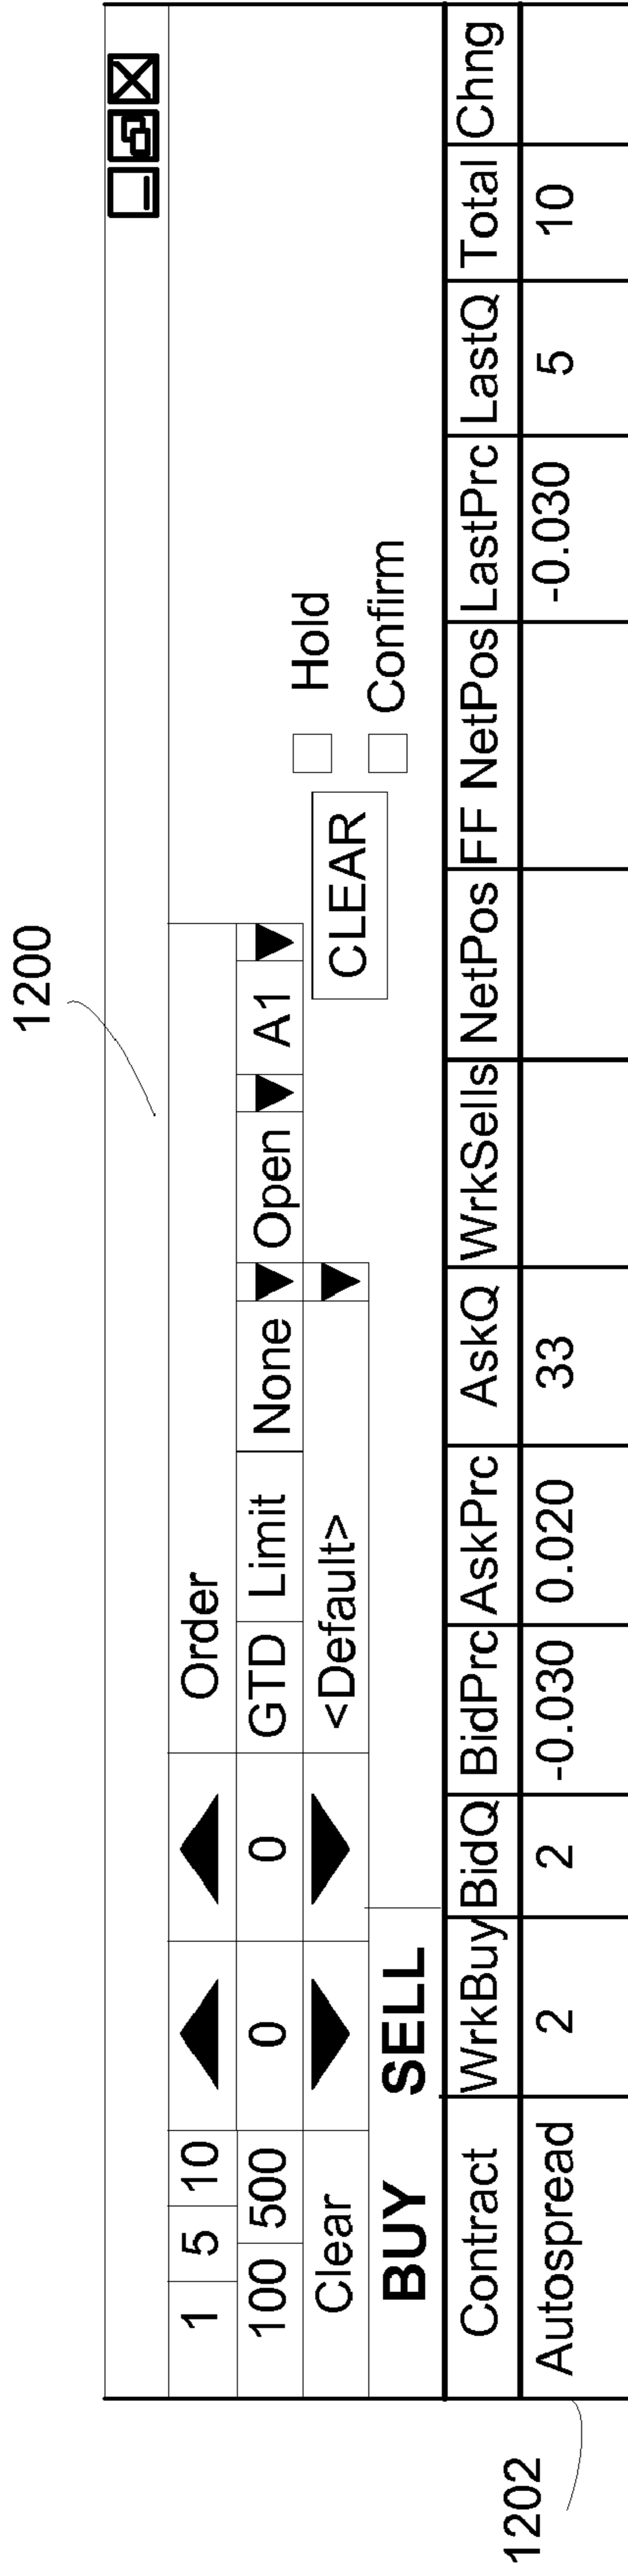 1200
1 5 10 0 0 Order
100 500 GTD Limit None Open A1
Clear <Default> CLEAR Hold
BUY SELL Confirm
Contract WrkBuy BidQ BidPrc AskPrc AskQ WrkSells NetPos FF NetPos LastPrc LastQ Total Chng
Autospread 2 2 -0.030 0.020 33 -0.030 5 10
1202